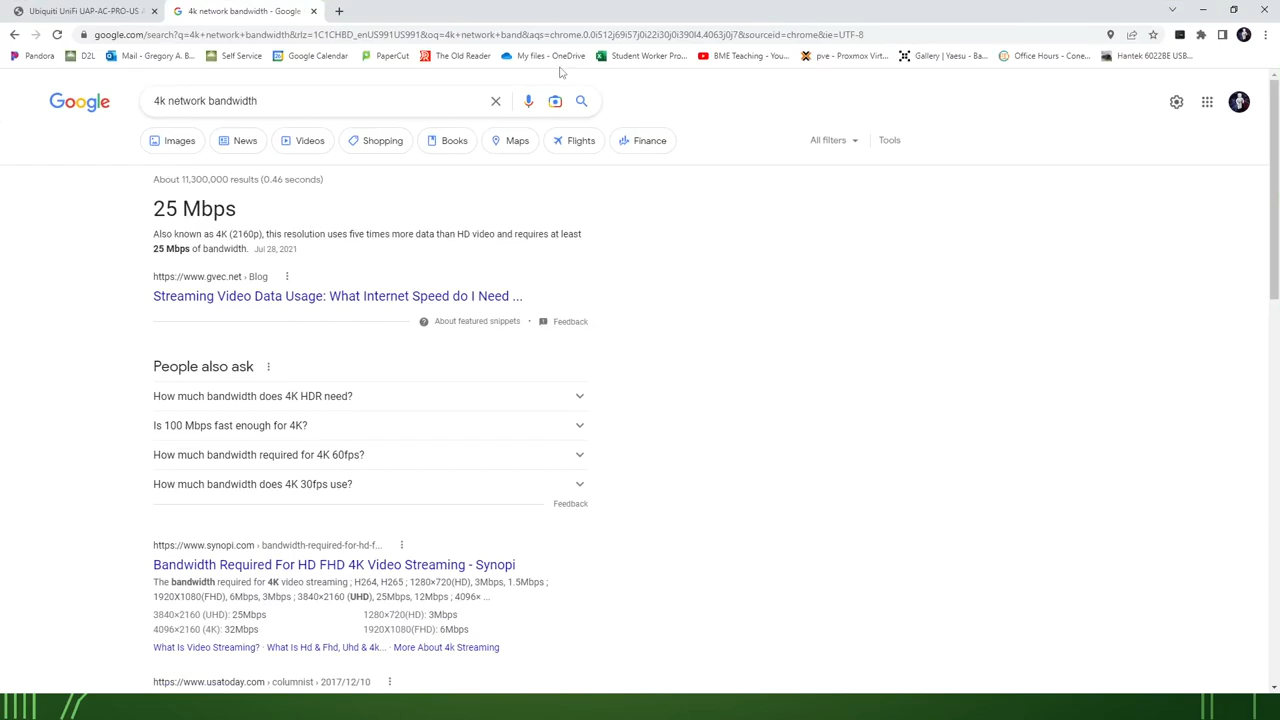 Ubiquiti UniFi UAP-AC-PRO-US A
4k network bandwidth - Google
google.com/search?q=4k+network+bandwidth&rlz=1C1CHBD_enUS991US991&oq=4k+network+band&aqs=chrome.0.0i512j69i57j0i22i30j0i390l4.4063j0j7&sourceid=chrome&ie=UTF-8
Pandora D2L Mail - Gregory A. B... Self Service Google Calendar PaperCut The Old Reader My files - OneDrive Student Worker Pro... BME Teaching - You... pve - Proxmox Virt... Gallery | Yaesu - Ba... Office Hours - Cone... Hantek 6022BE USD...
Google
4k network bandwidth
Images News Videos Shopping Books Maps Flights Finance All filters Tools
About 11,300,000 results (0.46 seconds)
25 Mbps
Also known as 4K (2160p), this resolution uses five times more data than HD video and requires at least
25 Mbps of bandwidth. Jul 28, 2021
https://www.gvec.net › Blog
Streaming Video Data Usage: What Internet Speed do I Need ...
About featured snippets • Feedback
People also ask
How much bandwidth does 4K HDR need?
Is 100 Mbps fast enough for 4K?
How much bandwidth required for 4K 60fps?
How much bandwidth does 4K 30fps use?
Feedback
https://www.synopi.com › bandwidth-required-for-hd-f...
Bandwidth Required For HD FHD 4K Video Streaming - Synopi
The bandwidth required for 4K video streaming ; H264, H265 ; 1280×720(HD), 3Mbps, 1.5Mbps ;
1920X1080(FHD), 6Mbps, 3Mbps ; 3840×2160 (UHD), 25Mbps, 12Mbps ; 4096× ...
3840×2160 (UHD): 25Mbps 1280×720(HD): 3Mbps
4096×2160 (4K): 32Mbps 1920X1080(FHD): 6Mbps
What Is Video Streaming? · What Is Hd & Fhd, Uhd & 4k... · More About 4k Streaming
https://www.usatoday.com › columnist › 2017/12/10